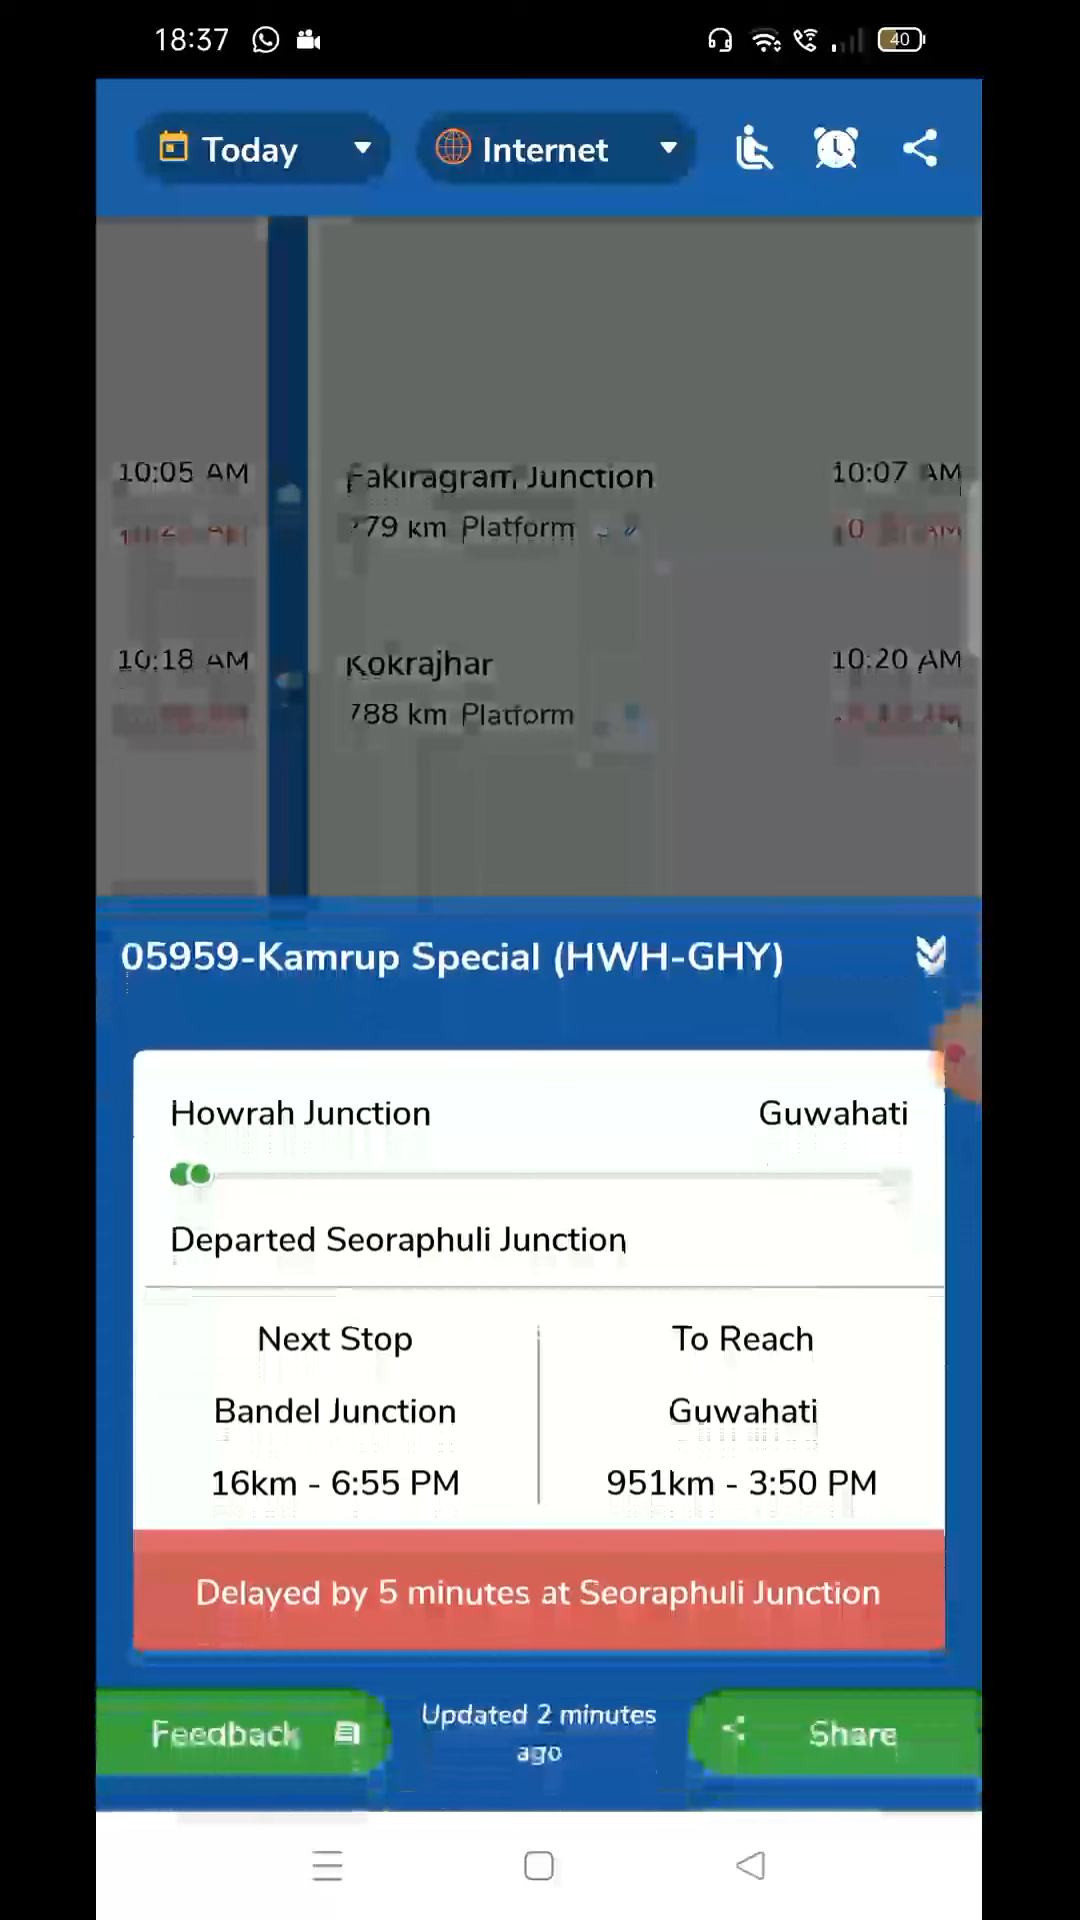 18:37 40
Today Internet
10:05 AM Fakiragram Junction 10:07 AM
779 km Platform
10:18 AM Kokrajhar 10:20 AM
788 km Platform
05959-Kamrup Special (HWH-GHY)
Howrah Junction Guwahati
Departed Seoraphuli Junction
Next Stop To Reach
Bandel Junction Guwahati
16km - 6:55 PM 951km - 3:50 PM
Delayed by 5 minutes at Seoraphuli Junction
Feedback Updated 2 minutes Share
ago